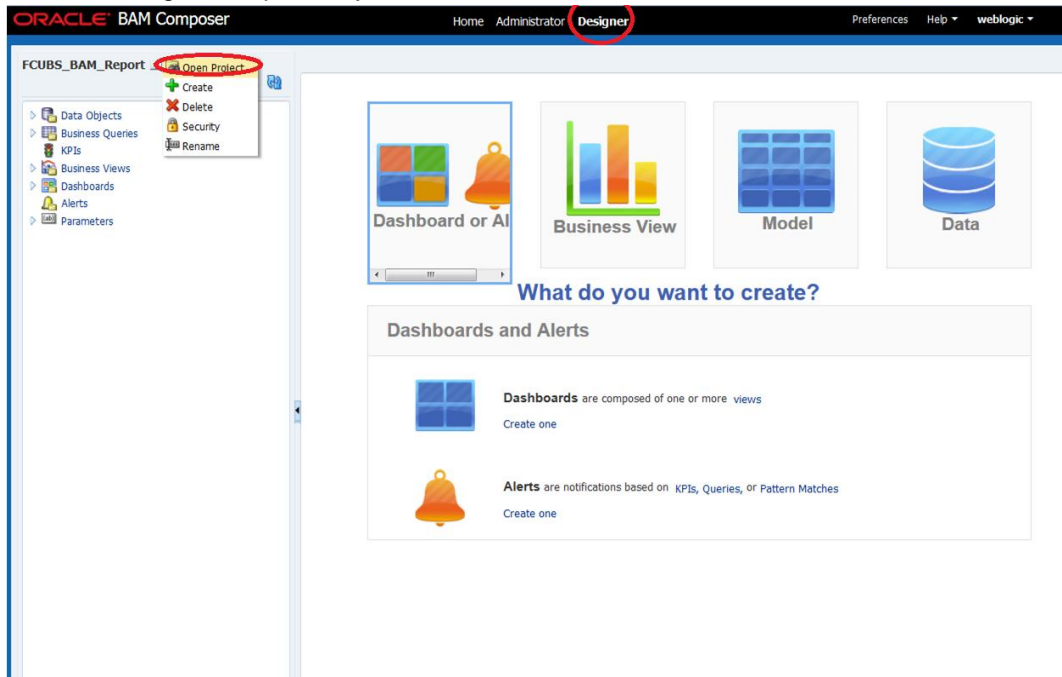 ORACLE BAM Composer
Home Administrator Designer
Preferences Help weblogic
FCUBS_BAM_Report
Open Project
Create
Delete
Security
Rename
Data Objects
Business Queries
KPIs
Business Views
Dashboards
Alerts
Parameters
Dashboard or Al
Business View
Model
Data
What do you want to create?
Dashboards and Alerts
Dashboards are composed of one or more views
Create one
Alerts are notifications based on KPIs, Queries, or Pattern Matches
Create one